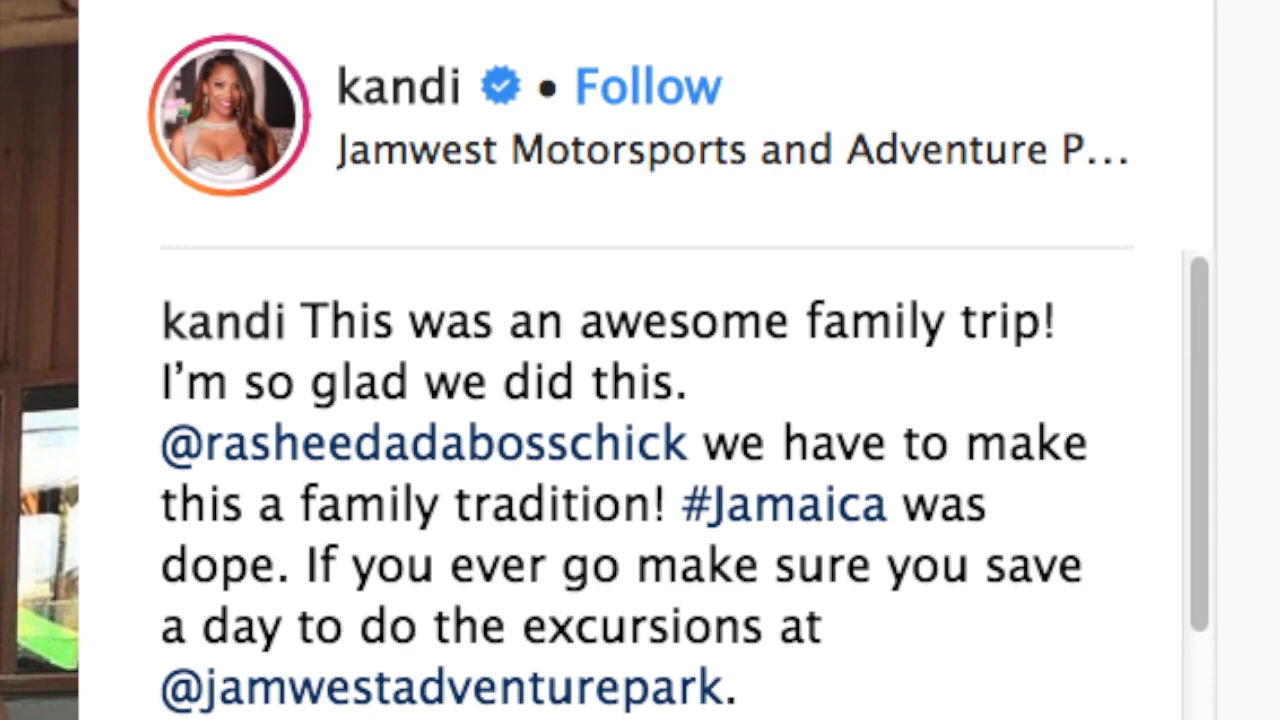 kandi • Follow
Jamwest Motorsports and Adventure P...
kandi This was an awesome family trip!
I'm so glad we did this.
@rasheedadabosschick we have to make
this a family tradition! #Jamaica was
dope. If you ever go make sure you save
a day to do the excursions at
@jamwestadventurepark.